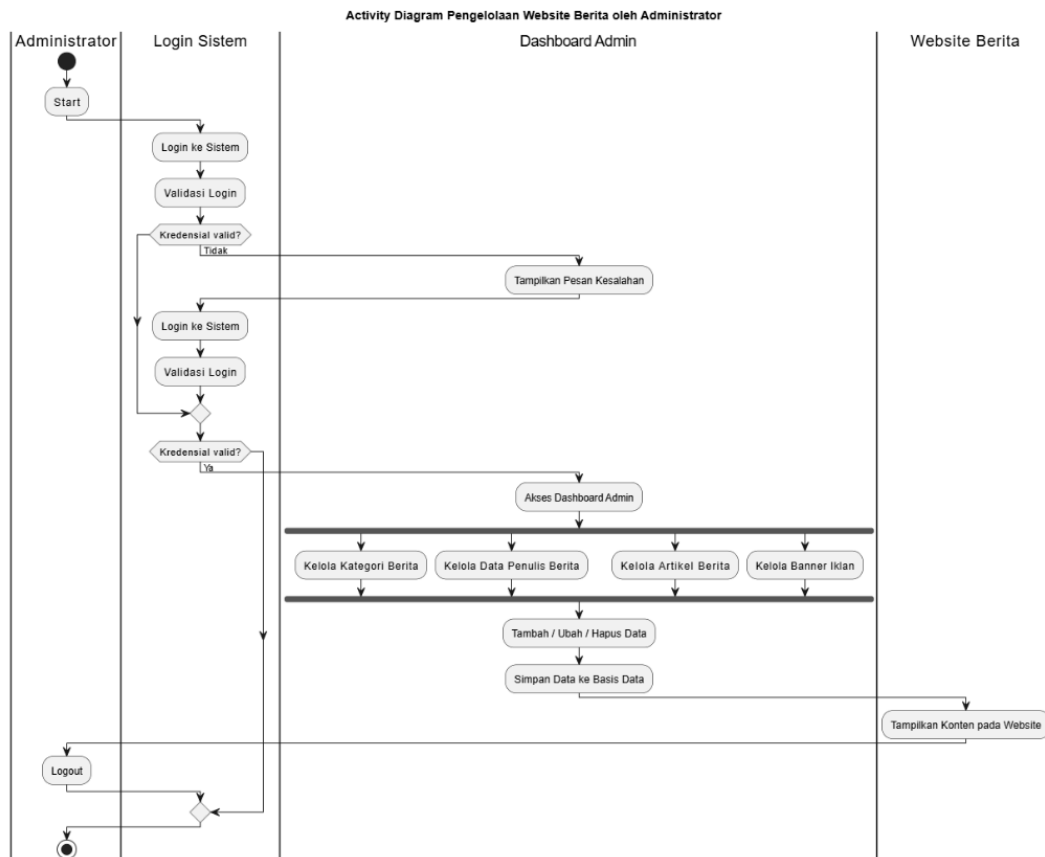 Activity Diagram Pengelolaan Website Berita oleh Administrator
Administrator
Login Sistem
Dashboard Admin
Website Berita
Start
Login ke Sistem
Validasi Login
Kredensial valid?
Tidak
Tampilkan Pesan Kesalahan
Login ke Sistem
Validasi Login
Kredensial valid?
Ya
Akses Dashboard Admin
Kelola Kategori Berita
Kelola Data Penulis Berita
Kelola Artikel Berita
Kelola Banner Iklan
Tambah / Ubah / Hapus Data
Simpan Data ke Basis Data
Tampilkan Konten pada Website
Logout